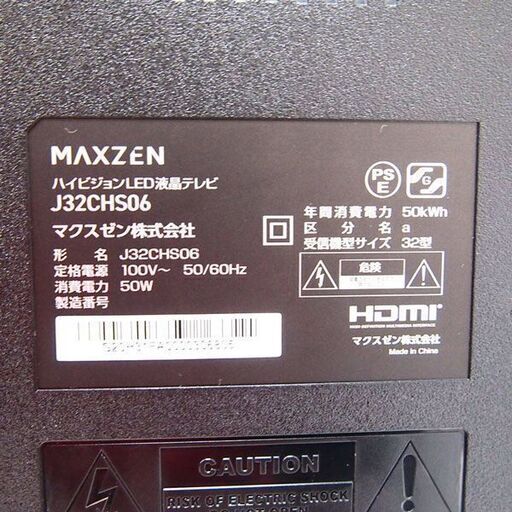 MAXZEN
ハイビジョンLED液晶テレビ
J32CHS06
マクスゼン株式会社
形 名 J32CHS06
定格電源 100V～ 50/60Hz
消費電力 50W
製造番号
PS
E
S
G
年間消費電力 50kWh
区分名 a
受信機型サイズ 32型
危険
HDMI
HIGH-DEFINITION MULTIMEDIA INTERFACE
マクスゼン株式会社
Made in China
CAUTION
RISK OF ELECTRIC SHOCK